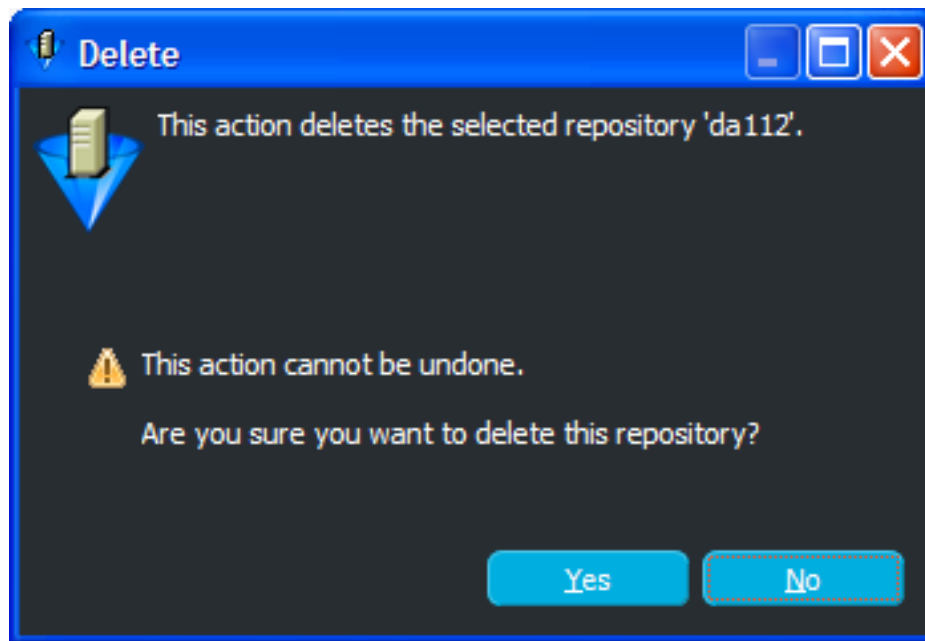 Delete
This action deletes the selected repository 'da112'.
This action cannot be undone.
Are you sure you want to delete this repository?
Yes
No